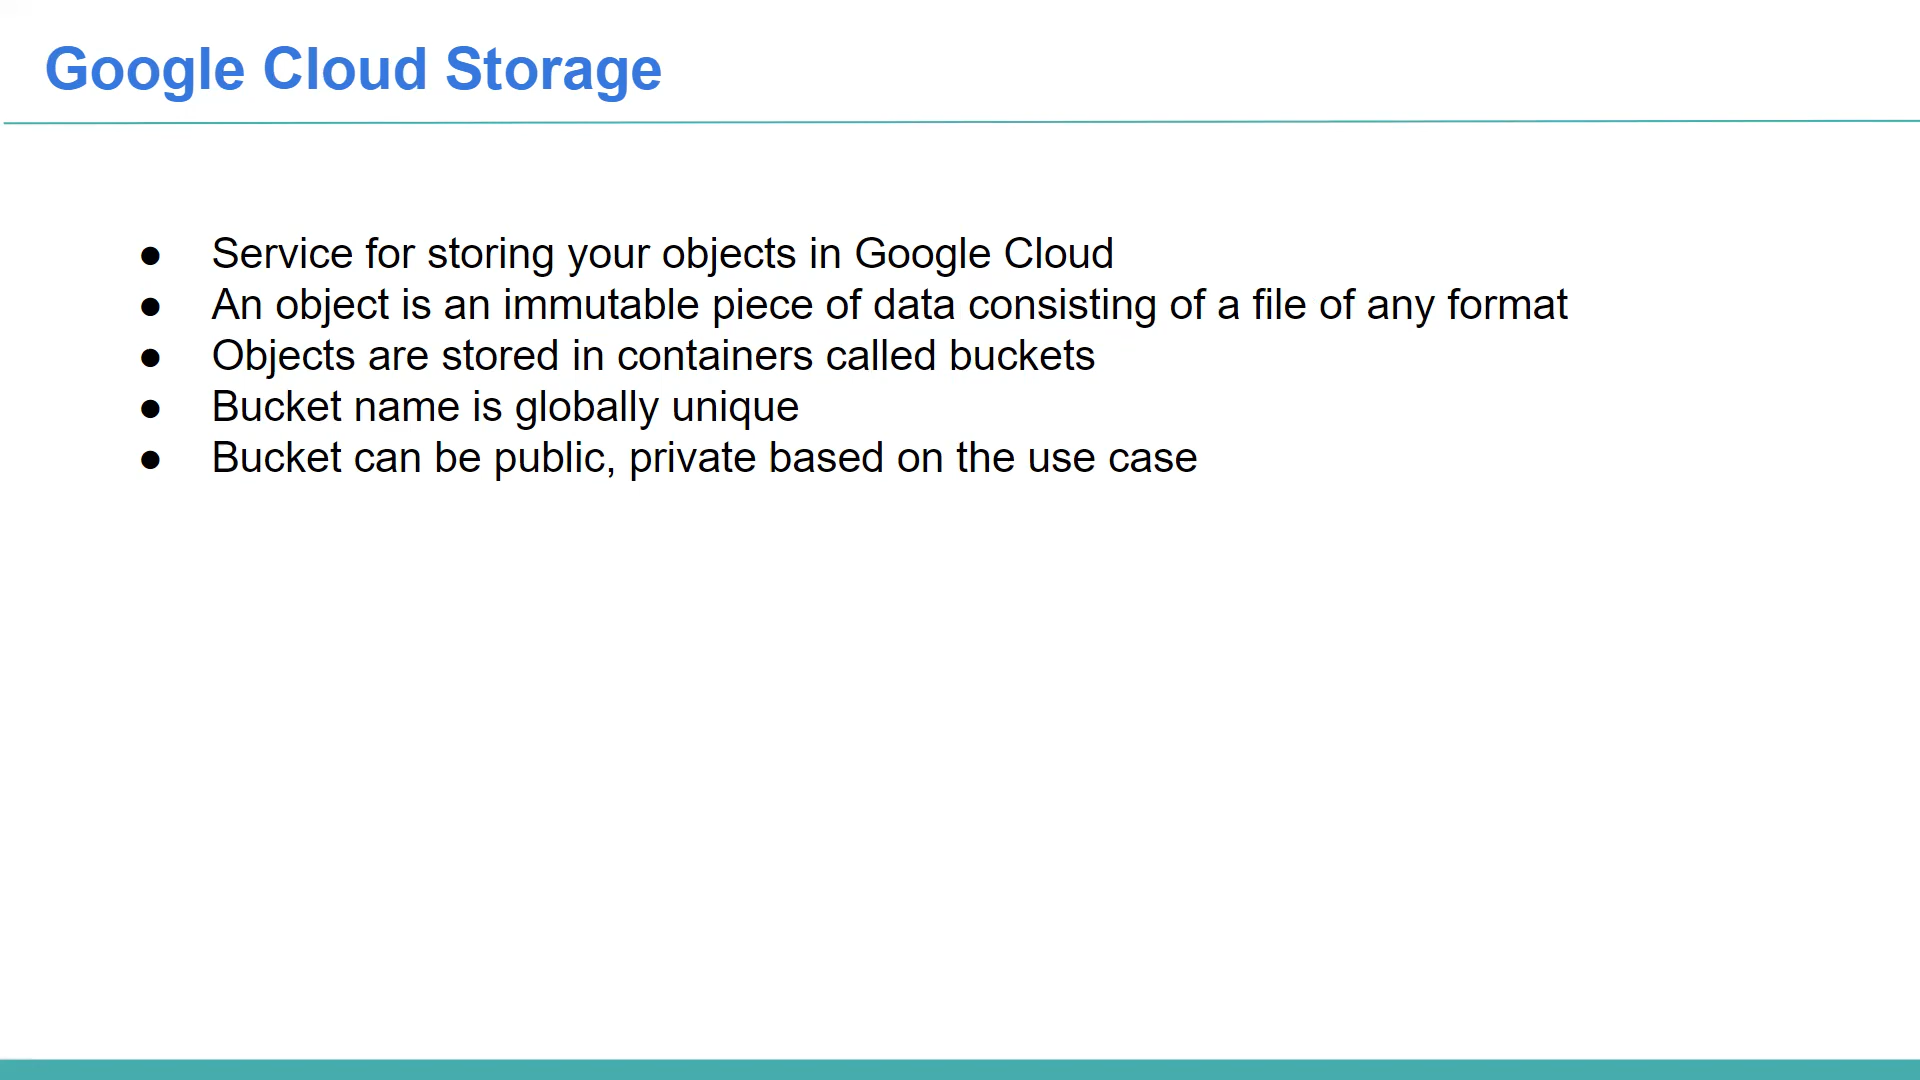 Google Cloud Storage
● Service for storing your objects in Google Cloud
● An object is an immutable piece of data consisting of a file of any format
● Objects are stored in containers called buckets
● Bucket name is globally unique
● Bucket can be public, private based on the use case